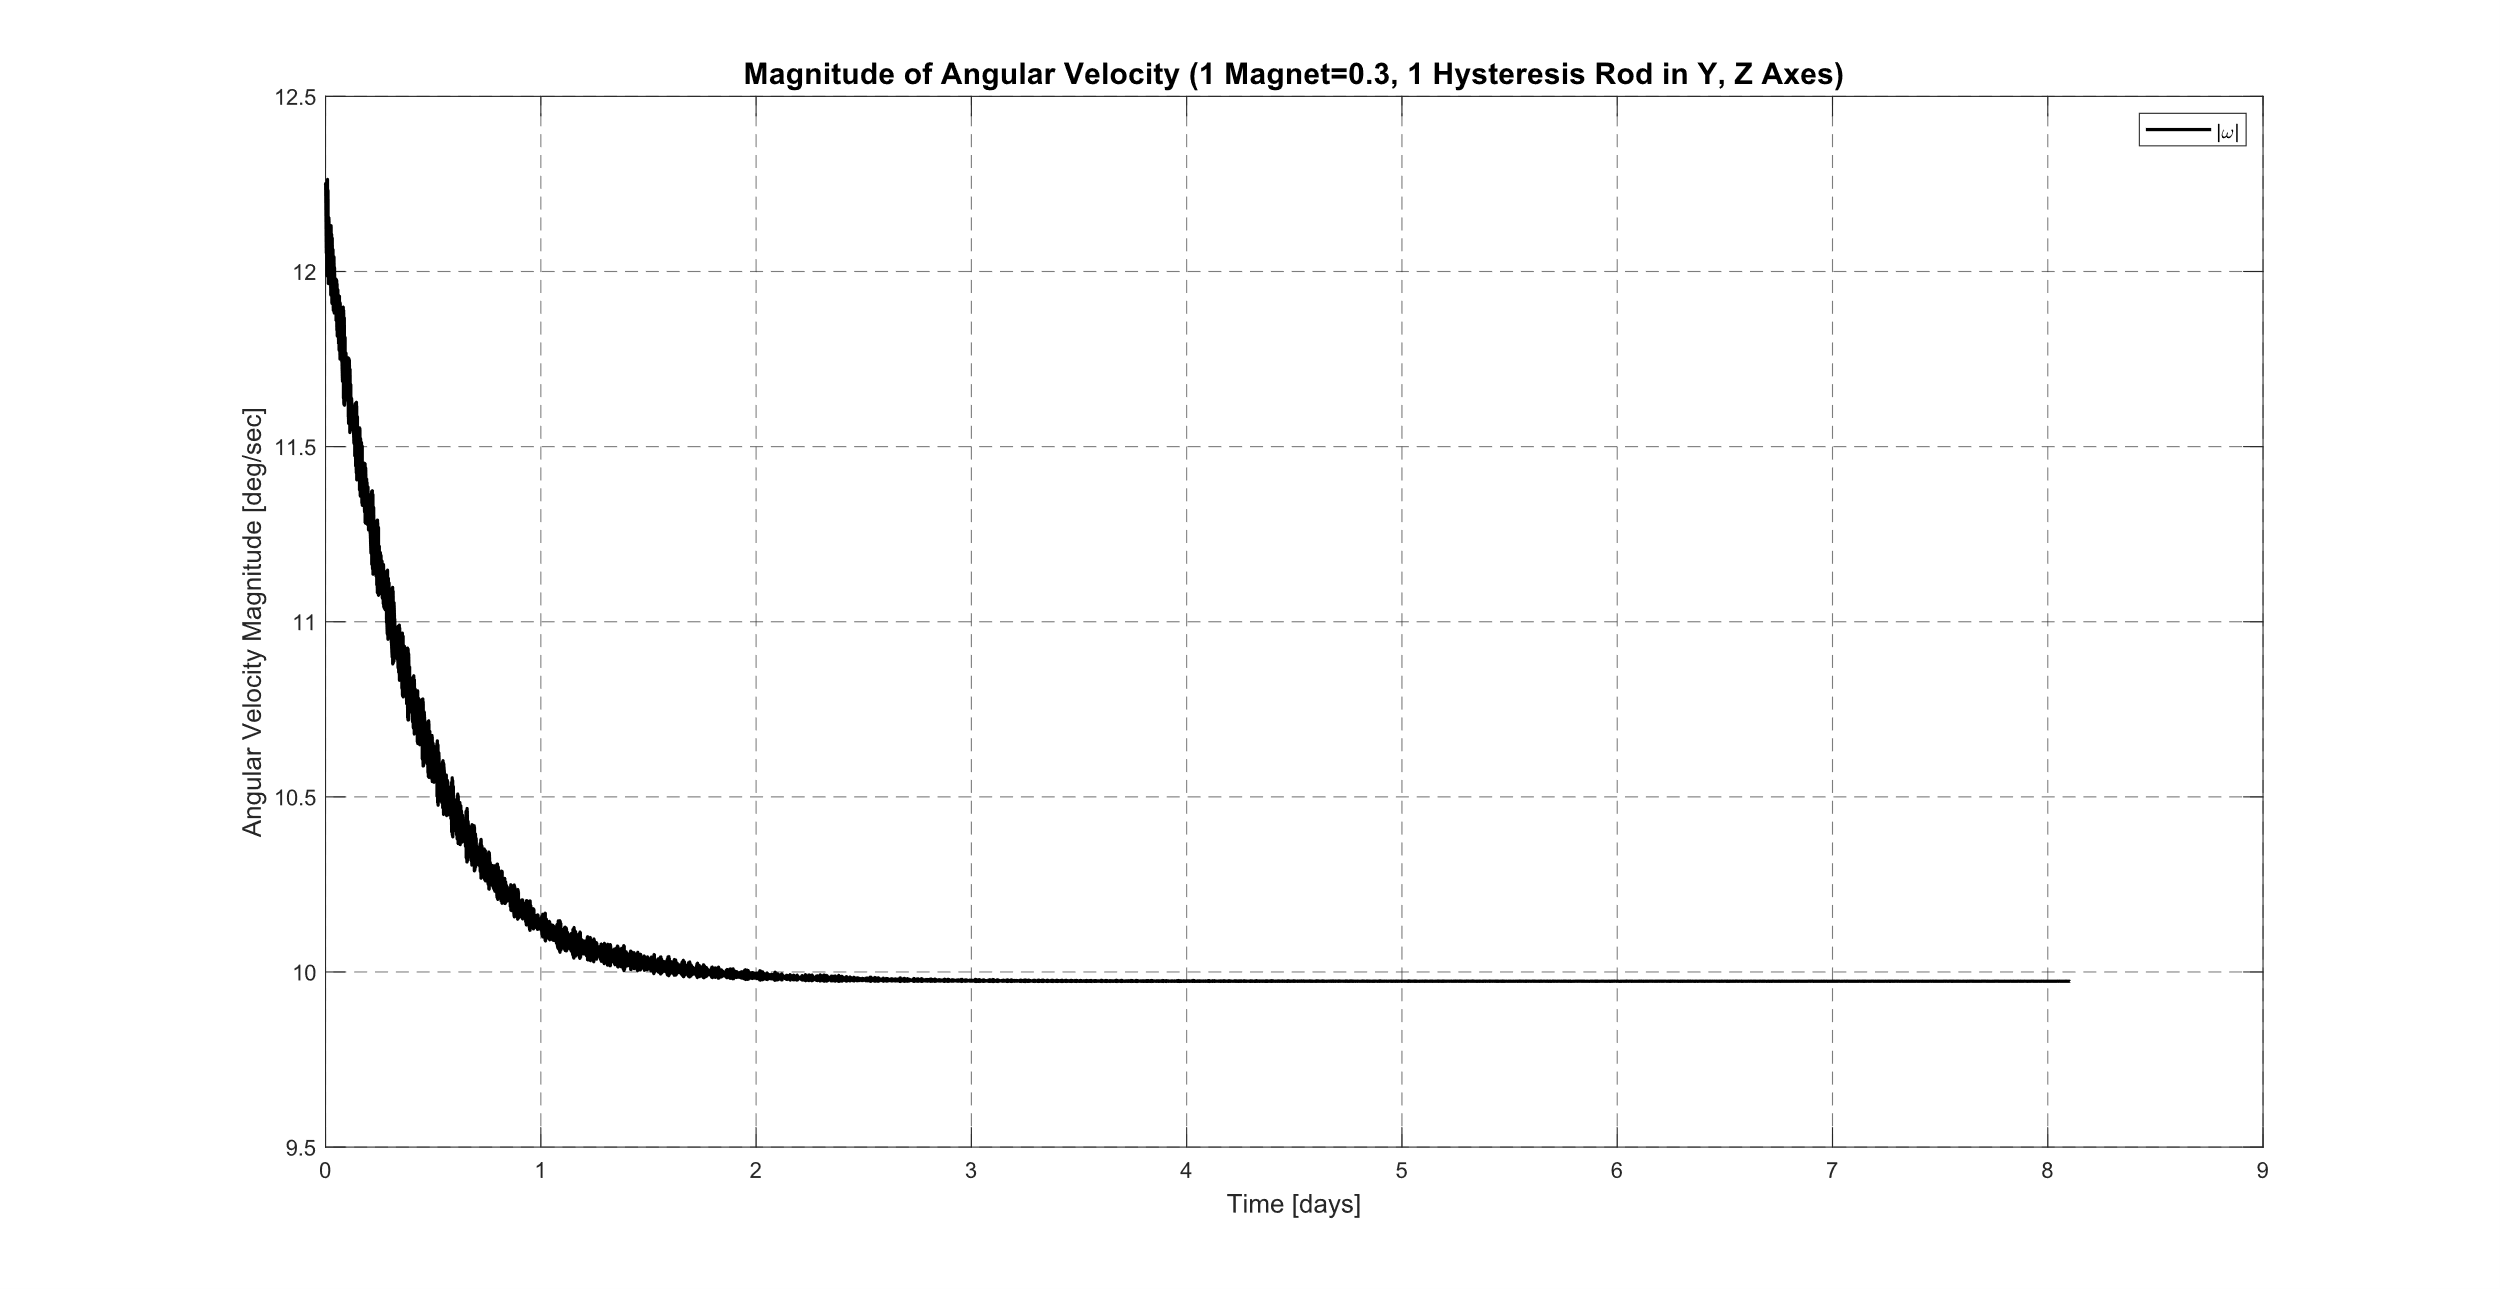 Magnitude of Angular Velocity (1 Magnet=0.3, 1 Hysteresis Rod in Y, Z Axes)
|ω|
Angular Velocity Magnitude [deg/sec]
12.5
12
11.5
11
10.5
10
9.5
0 1 2 3 4 5 6 7 8 9
Time [days]